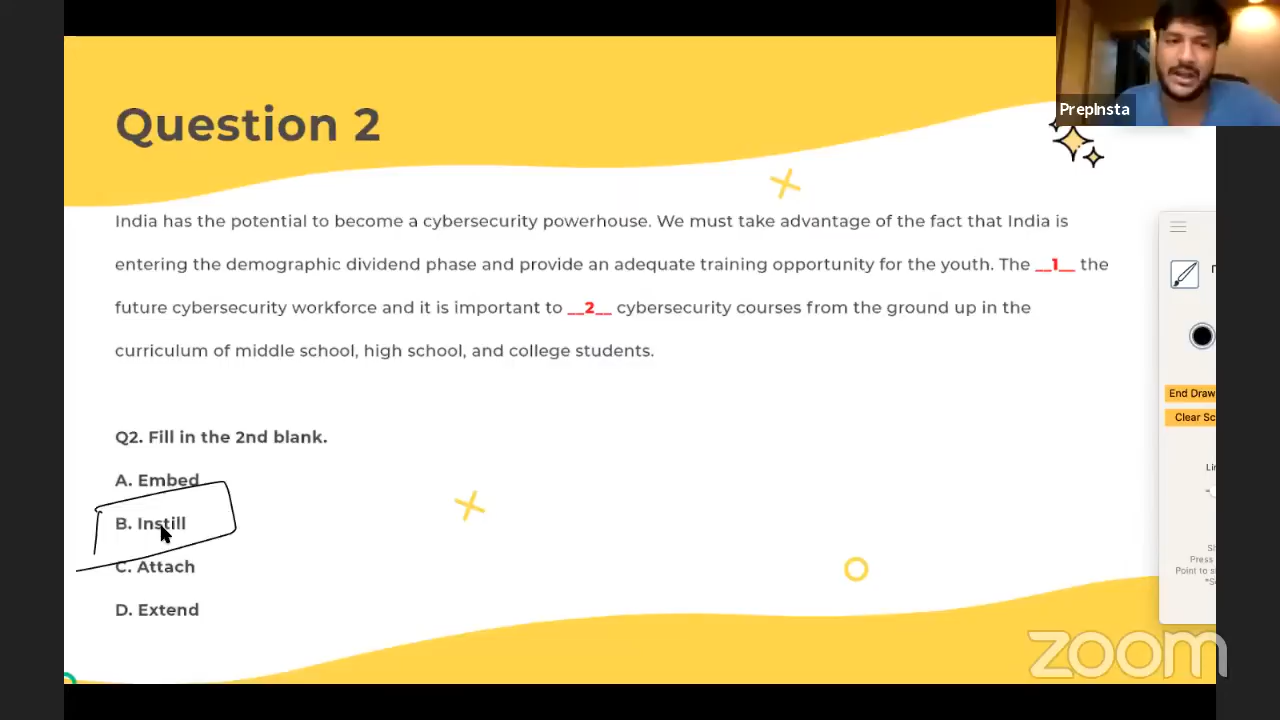 PrepInsta
Question 2
India has the potential to become a cybersecurity powerhouse. We must take advantage of the fact that India is
entering the demographic dividend phase and provide an adequate training opportunity for the youth. The __1__ the
future cybersecurity workforce and it is important to __2__ cybersecurity courses from the ground up in the
curriculum of middle school, high school, and college students.
Q2. Fill in the 2nd blank.
A. Embed
B. Instill
C. Attach
D. Extend
End Draw
Clear Sc
Press
Point to s
zoom